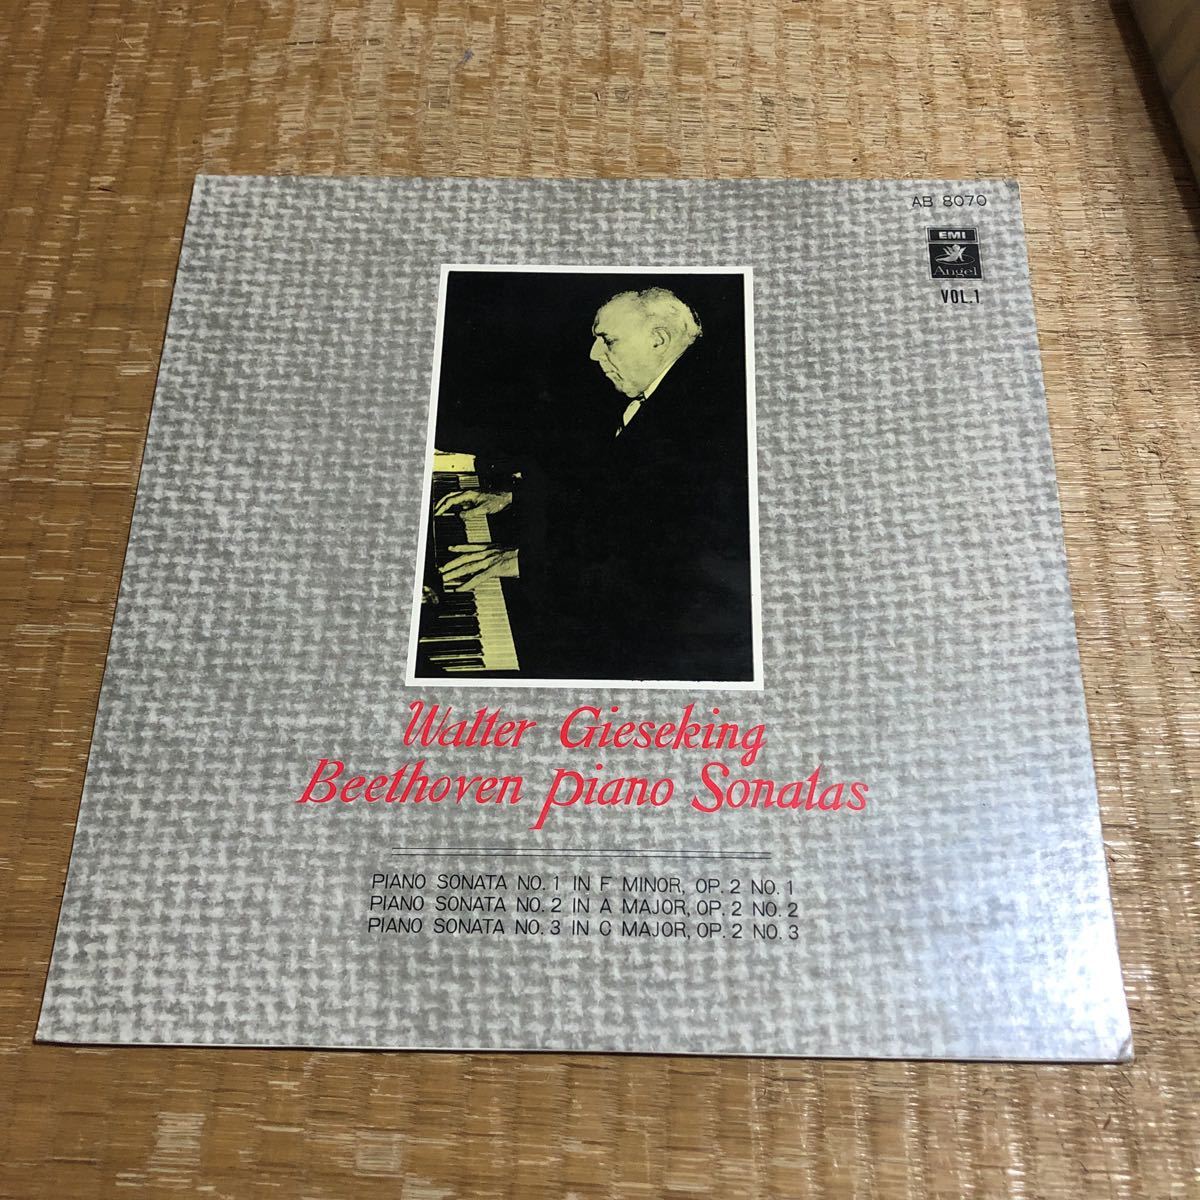 AB 8070
EMI
Angel
VOL.1
Walter Gieseking
Beethoven Piano Sonatas
PIANO SONATA NO. 1 IN F MINOR, OP. 2 NO. 1
PIANO SONATA NO. 2 IN A MAJOR, OP. 2 NO. 2
PIANO SONATA NO. 3 IN C MAJOR, OP. 2 NO. 3